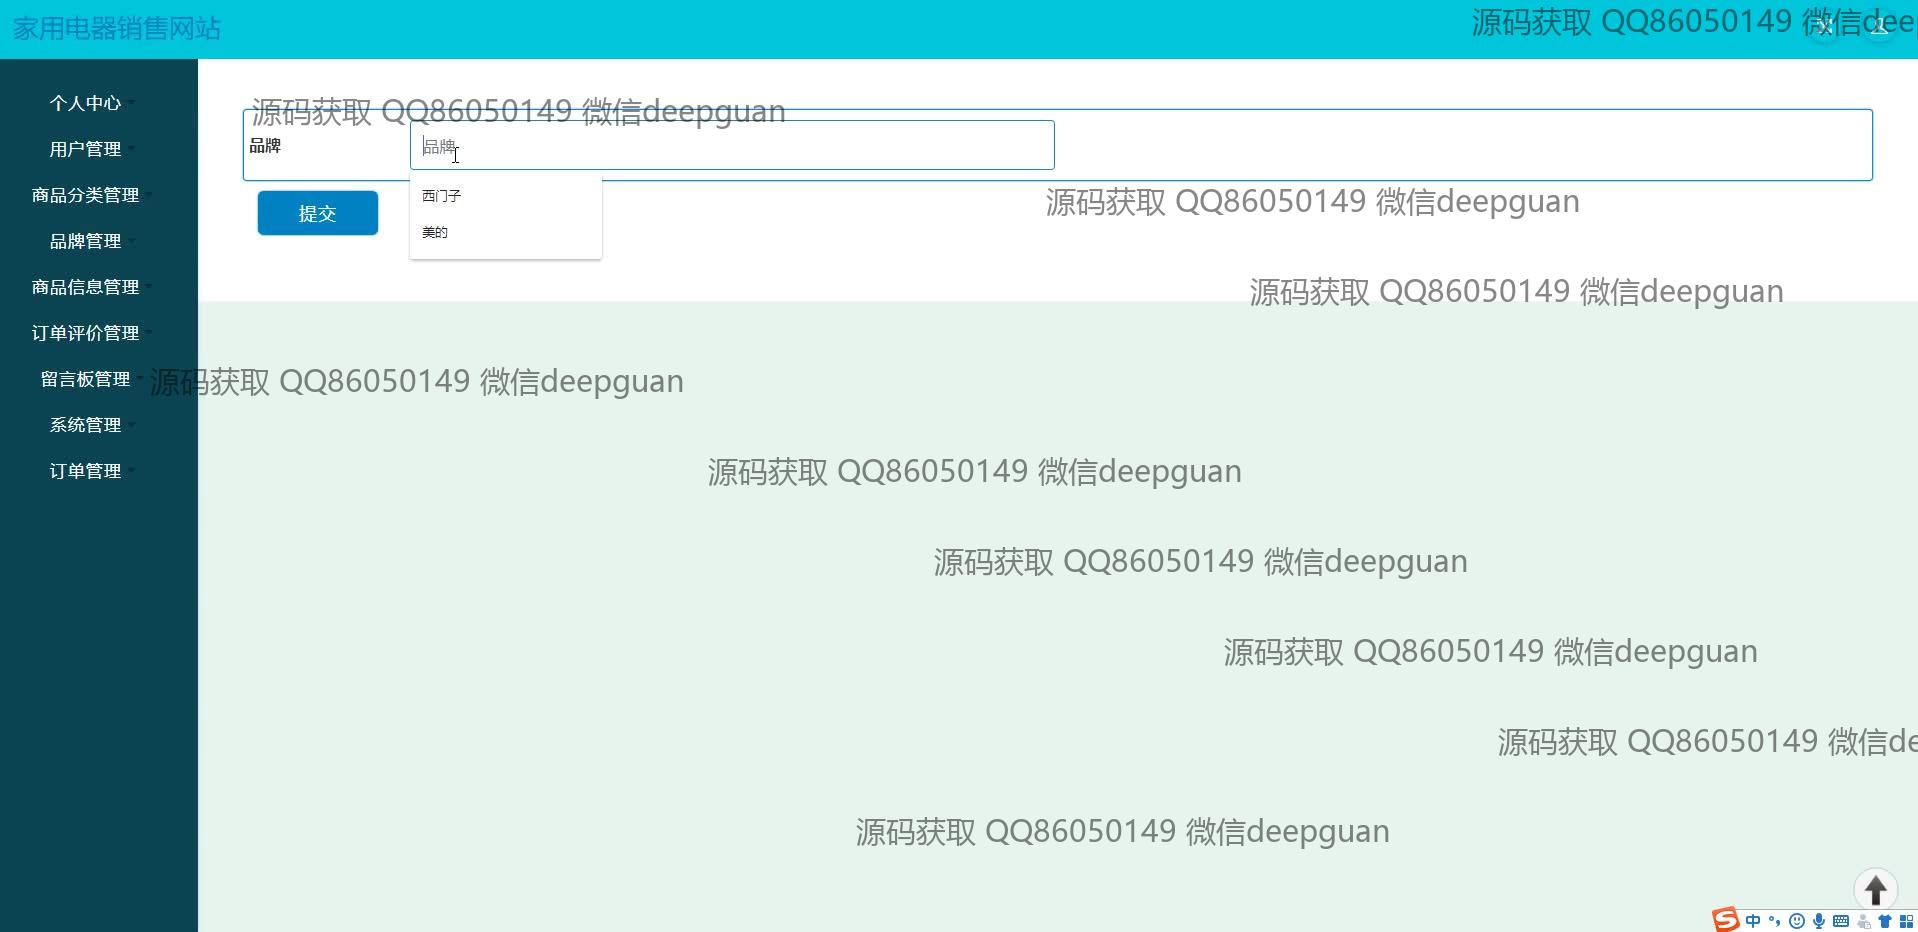 家用电器销售网站
源码获取 QQ86050149 微信dee
个人中心
用户管理
商品分类管理
品牌管理
商品信息管理
订单评价管理
留言板管理
系统管理
订单管理
源码获取 QQ86050149 微信deepguan
品牌
品牌
西门子
美的
提交
源码获取 QQ86050149 微信deepguan
源码获取 QQ86050149 微信deepguan
源码获取 QQ86050149 微信deepguan
源码获取 QQ86050149 微信deepguan
源码获取 QQ86050149 微信deepguan
源码获取 QQ86050149 微信deepguan
源码获取 QQ86050149 微信de
源码获取 QQ86050149 微信deepguan
中